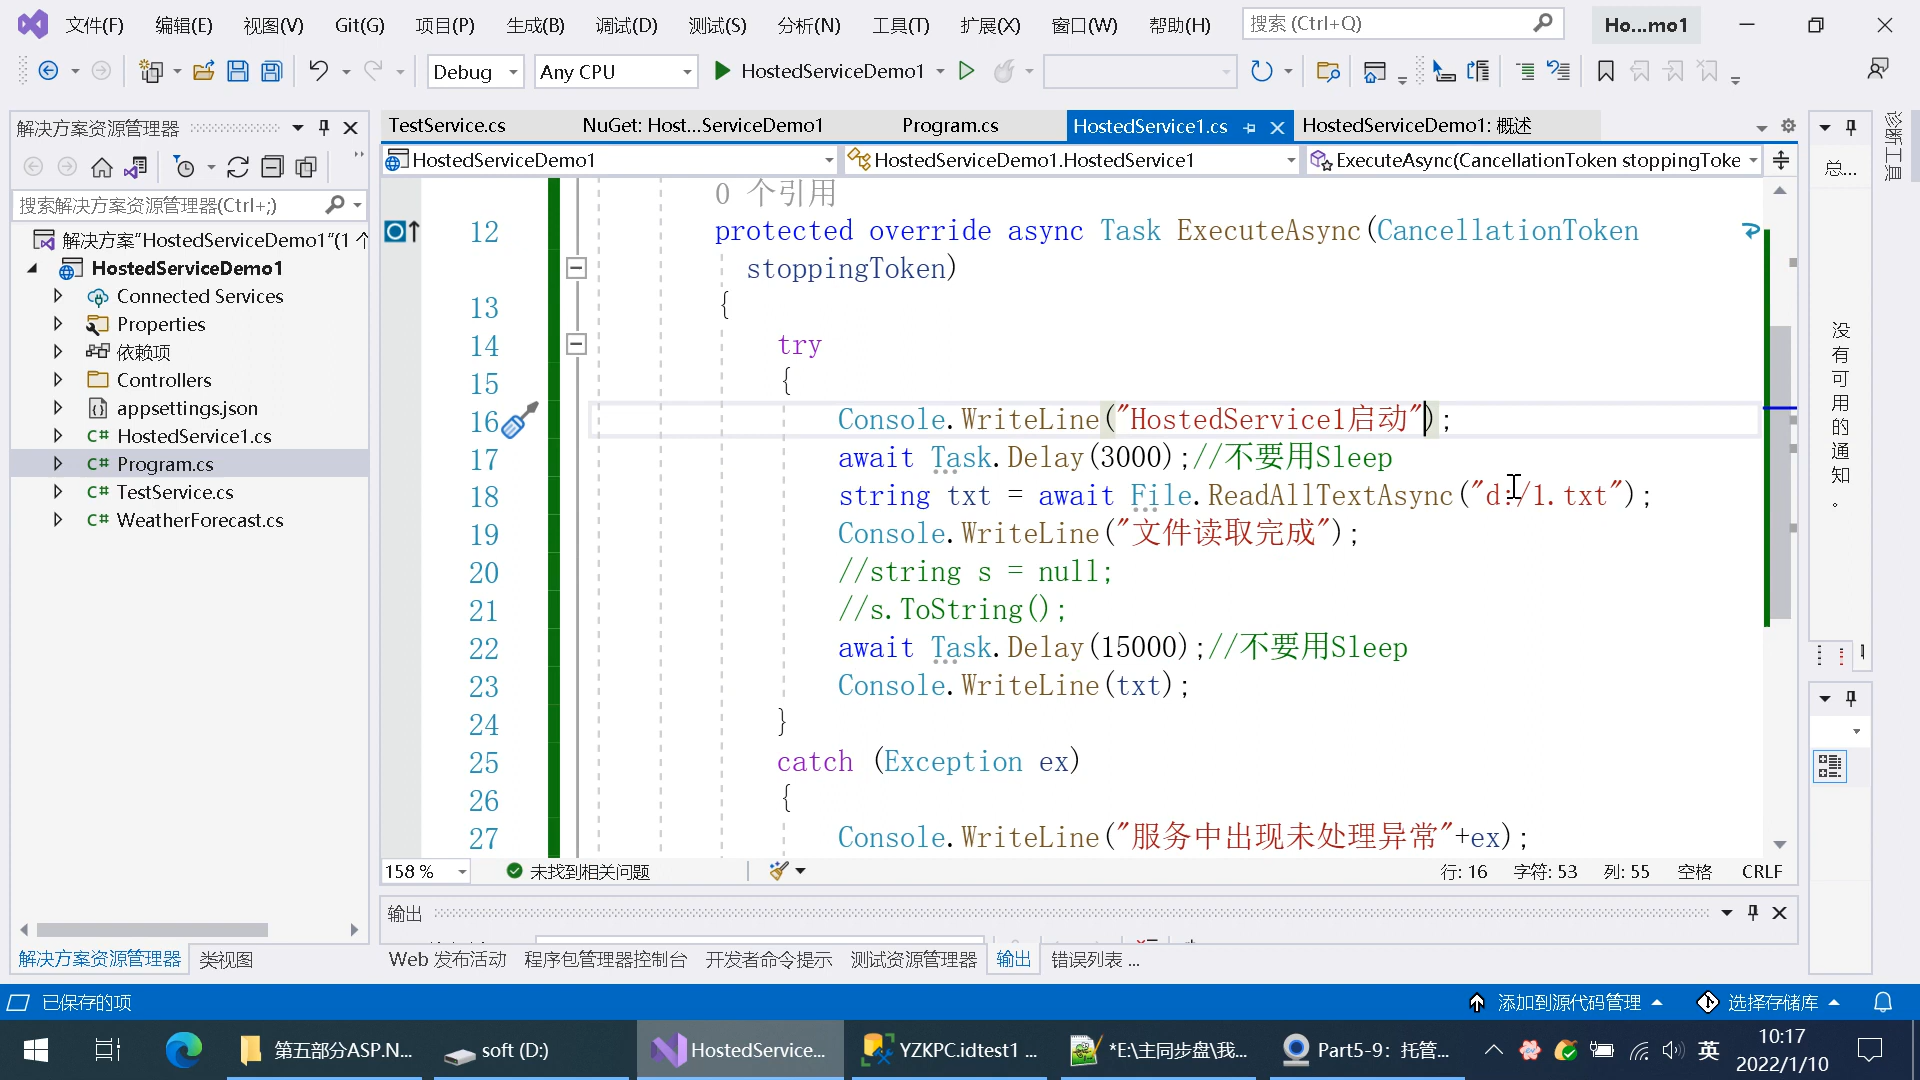 文件(F) 编辑(E) 视图(V) Git(G) 项目(P) 生成(B) 调试(D) 测试(S) 分析(N) 工具(T) 扩展(X) 窗口(W) 帮助(H) 搜索 (Ctrl+Q) Ho...mo1
Debug Any CPU HostedServiceDemo1
解决方案资源管理器
搜索解决方案资源管理器(Ctrl+;)
解决方案"HostedServiceDemo1"(1 个
HostedServiceDemo1
Connected Services
Properties
依赖项
Controllers
appsettings.json
C# HostedService1.cs
C# Program.cs
C# TestService.cs
C# WeatherForecast.cs
解决方案资源管理器 类视图
TestService.cs NuGet: Host...ServiceDemo1 Program.cs HostedService1.cs HostedServiceDemo1: 概述
HostedServiceDemo1 HostedServiceDemo1.HostedService1 ExecuteAsync(CancellationToken stoppingToke
0 个引用
12 protected override async Task ExecuteAsync(CancellationToken
stoppingToken)
13 {
14 try
15 {
16 Console.WriteLine("HostedService1启动");
17 await Task.Delay(3000);//不要用Sleep
18 string txt = await File.ReadAllTextAsync("d:/1.txt");
19 Console.WriteLine("文件读取完成");
20 //string s = null;
21 //s.ToString();
22 await Task.Delay(15000);//不要用Sleep
23 Console.WriteLine(txt);
24 }
25 catch (Exception ex)
26 {
27 Console.WriteLine("服务中出现未处理异常"+ex);
158 % 未找到相关问题 行: 16 字符: 53 列: 55 空格 CRLF
输出
Web 发布活动 程序包管理器控制台 开发者命令提示 测试资源管理器 输出 错误列表 ...
总...
没有可用的通知。
诊断工具
已保存的项 添加到源代码管理 选择存储库
第五部分ASP.N... soft (D:) HostedService... YZKPC.idtest1 ... *E:\主同步盘\我... Part5-9：托管... 英 10:17
2022/1/10